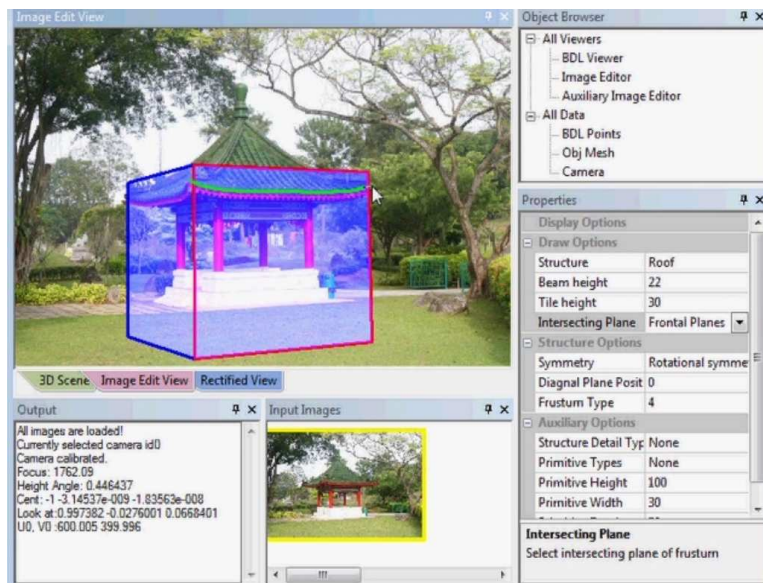 Image Edit View
3D Scene Image Edit View Rectified View
Output
All images are loaded!
Currently selected camera id0
Camera calibrated.
Focus: 1762.09
Height Angle: 0.446437
Cent: -1 -3.14537e-009 -1.83563e-008
Look at:0.997382 -0.0276001 0.0668401
U0, V0 :600.005 399.996
Input Images
Object Browser
All Viewers
BDL Viewer
Image Editor
Auxiliary Image Editor
All Data
BDL Points
Obj Mesh
Camera
Properties
Display Options
Draw Options
Structure Roof
Beam height 22
Tile height 30
Intersecting Plane Frontal Planes
Structure Options
Symmetry Rotational symme
Diagnal Plane Posit 0
Frustum Type 4
Auxiliary Options
Structure Detail Typ None
Primitive Types None
Primitive Height 100
Primitive Width 30
Intersecting Plane
Select intersecting plane of frustum